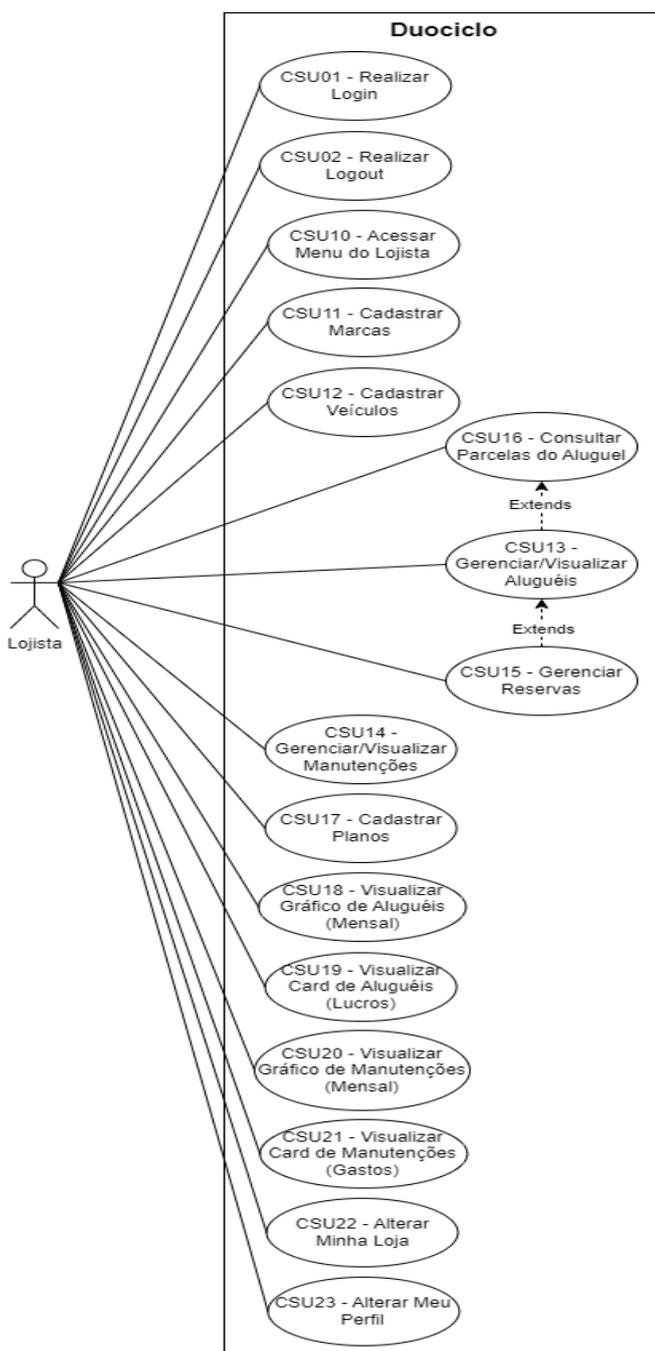 Duociclo
CSU01 - Realizar
Login
CSU02 - Realizar
Logout
CSU10 - Acessar
Menu do Lojista
CSU11 - Cadastrar
Marcas
CSU12 - Cadastrar
Veículos
CSU16 - Consultar
Parcelas do Aluguel
Extends
CSU13 -
Gerenciar/Visualizar
Aluguéis
Extends
Lojista
CSU15 - Gerenciar
Reservas
CSU14 -
Gerenciar/Visualizar
Manutenções
CSU17 - Cadastrar
Planos
CSU18 - Visualizar
Gráfico de Aluguéis
(Mensal)
CSU19 - Visualizar
Card de Aluguéis
(Lucros)
CSU20 - Visualizar
Gráfico de Manutenções
(Mensal)
CSU21 - Visualizar
Card de Manutenções
(Gastos)
CSU22 - Alterar
Minha Loja
CSU23 - Alterar Meu
Perfil